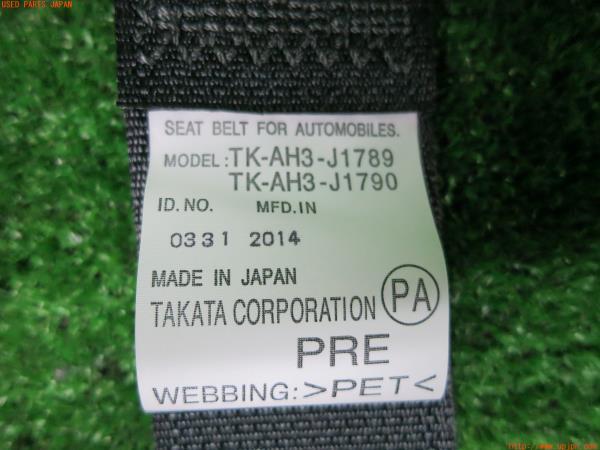 USED PARTS JAPAN
SEAT BELT FOR AUTOMOBILES.
MODEL:TK-AH3-J1789
TK-AH3-J1790
ID.NO. MFD.IN
0331 2014
MADE IN JAPAN
TAKATA CORPORATION PA
PRE
WEBBING:>PET<